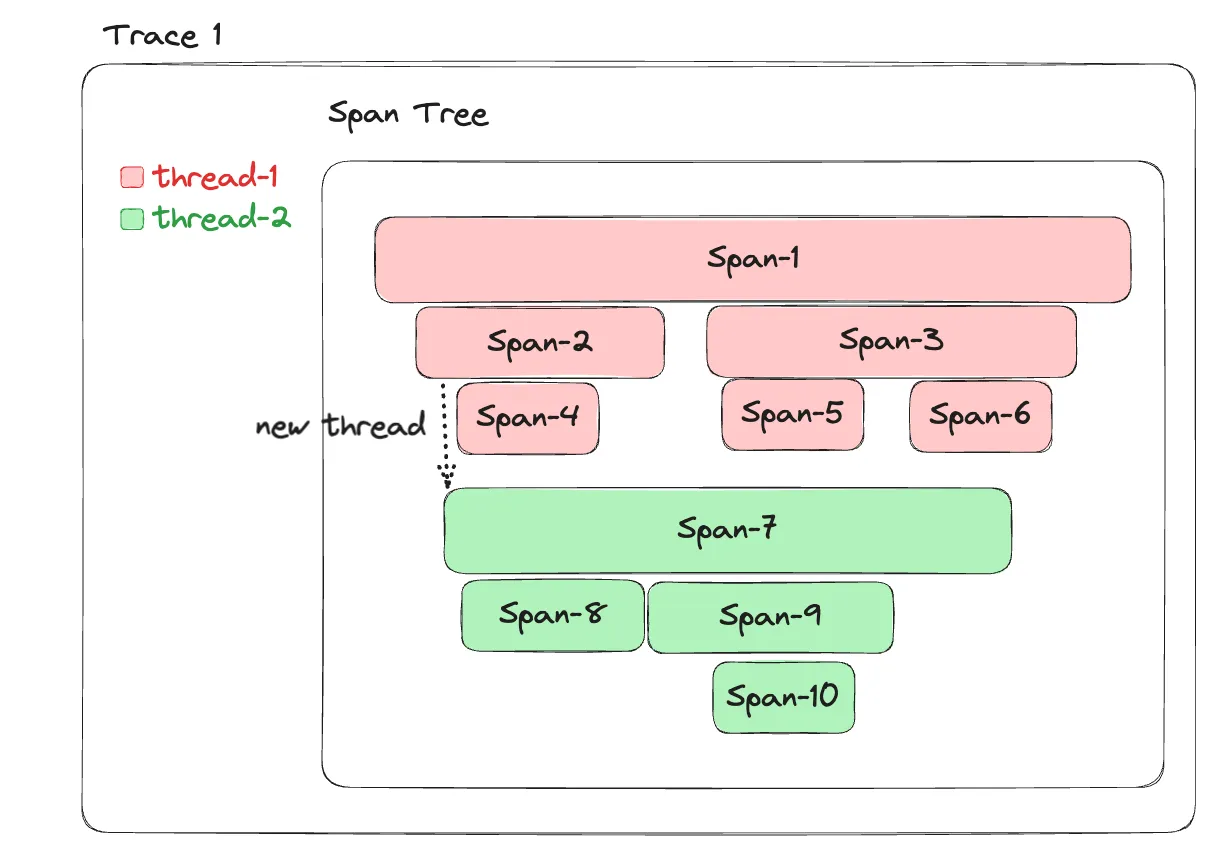 Trace 1
Span Tree
thread-1
thread-2
Span-1
Span-2
Span-3
Span-4
Span-5
Span-6
new thread
Span-7
Span-8
Span-9
Span-10